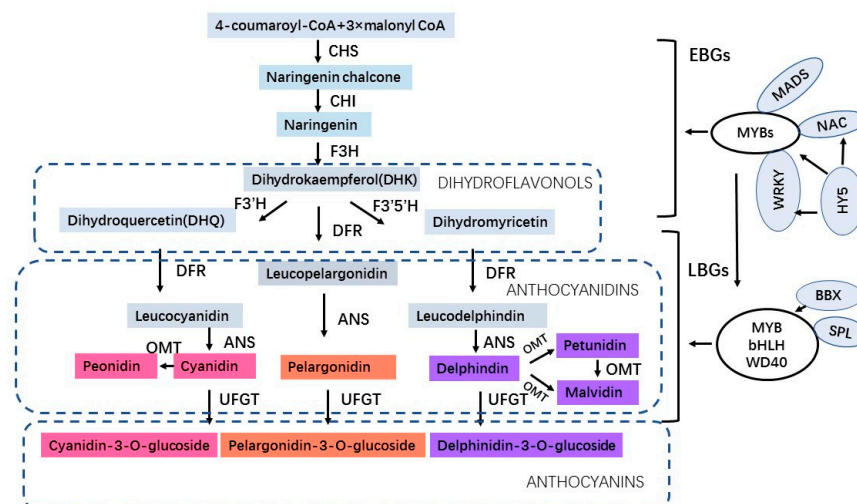 4-coumaroyl-CoA+3×malonyl CoA
CHS
EBGs
Naringenin chalcone
MADS
CHI
Naringenin
MYBs
NAC
F3H
Dihydrokaempferol(DHK)
DIHYDROFLAVONOLS
WRKY
HY5
F3'H
F3'5'H
Dihydroquercetin(DHQ)
DFR
Dihydromyricetin
DFR
Leucopelargonidin
DFR
LBGs
ANTHOCYANIDINS
BBX
Leucocyanidin
Leucodelphindin
ANS
SPL
MYB
bHLH
WD40
OMT
ANS
ANS
OMT
Petunidin
Peonidin
Cyanidin
Pelargonidin
Delphindin
OMT
OMT
Malvidin
UFGT
UFGT
UFGT
Cyanidin-3-O-glucoside
Pelargonidin-3-O-glucoside
Delphinidin-3-O-glucoside
ANTHOCYANINS